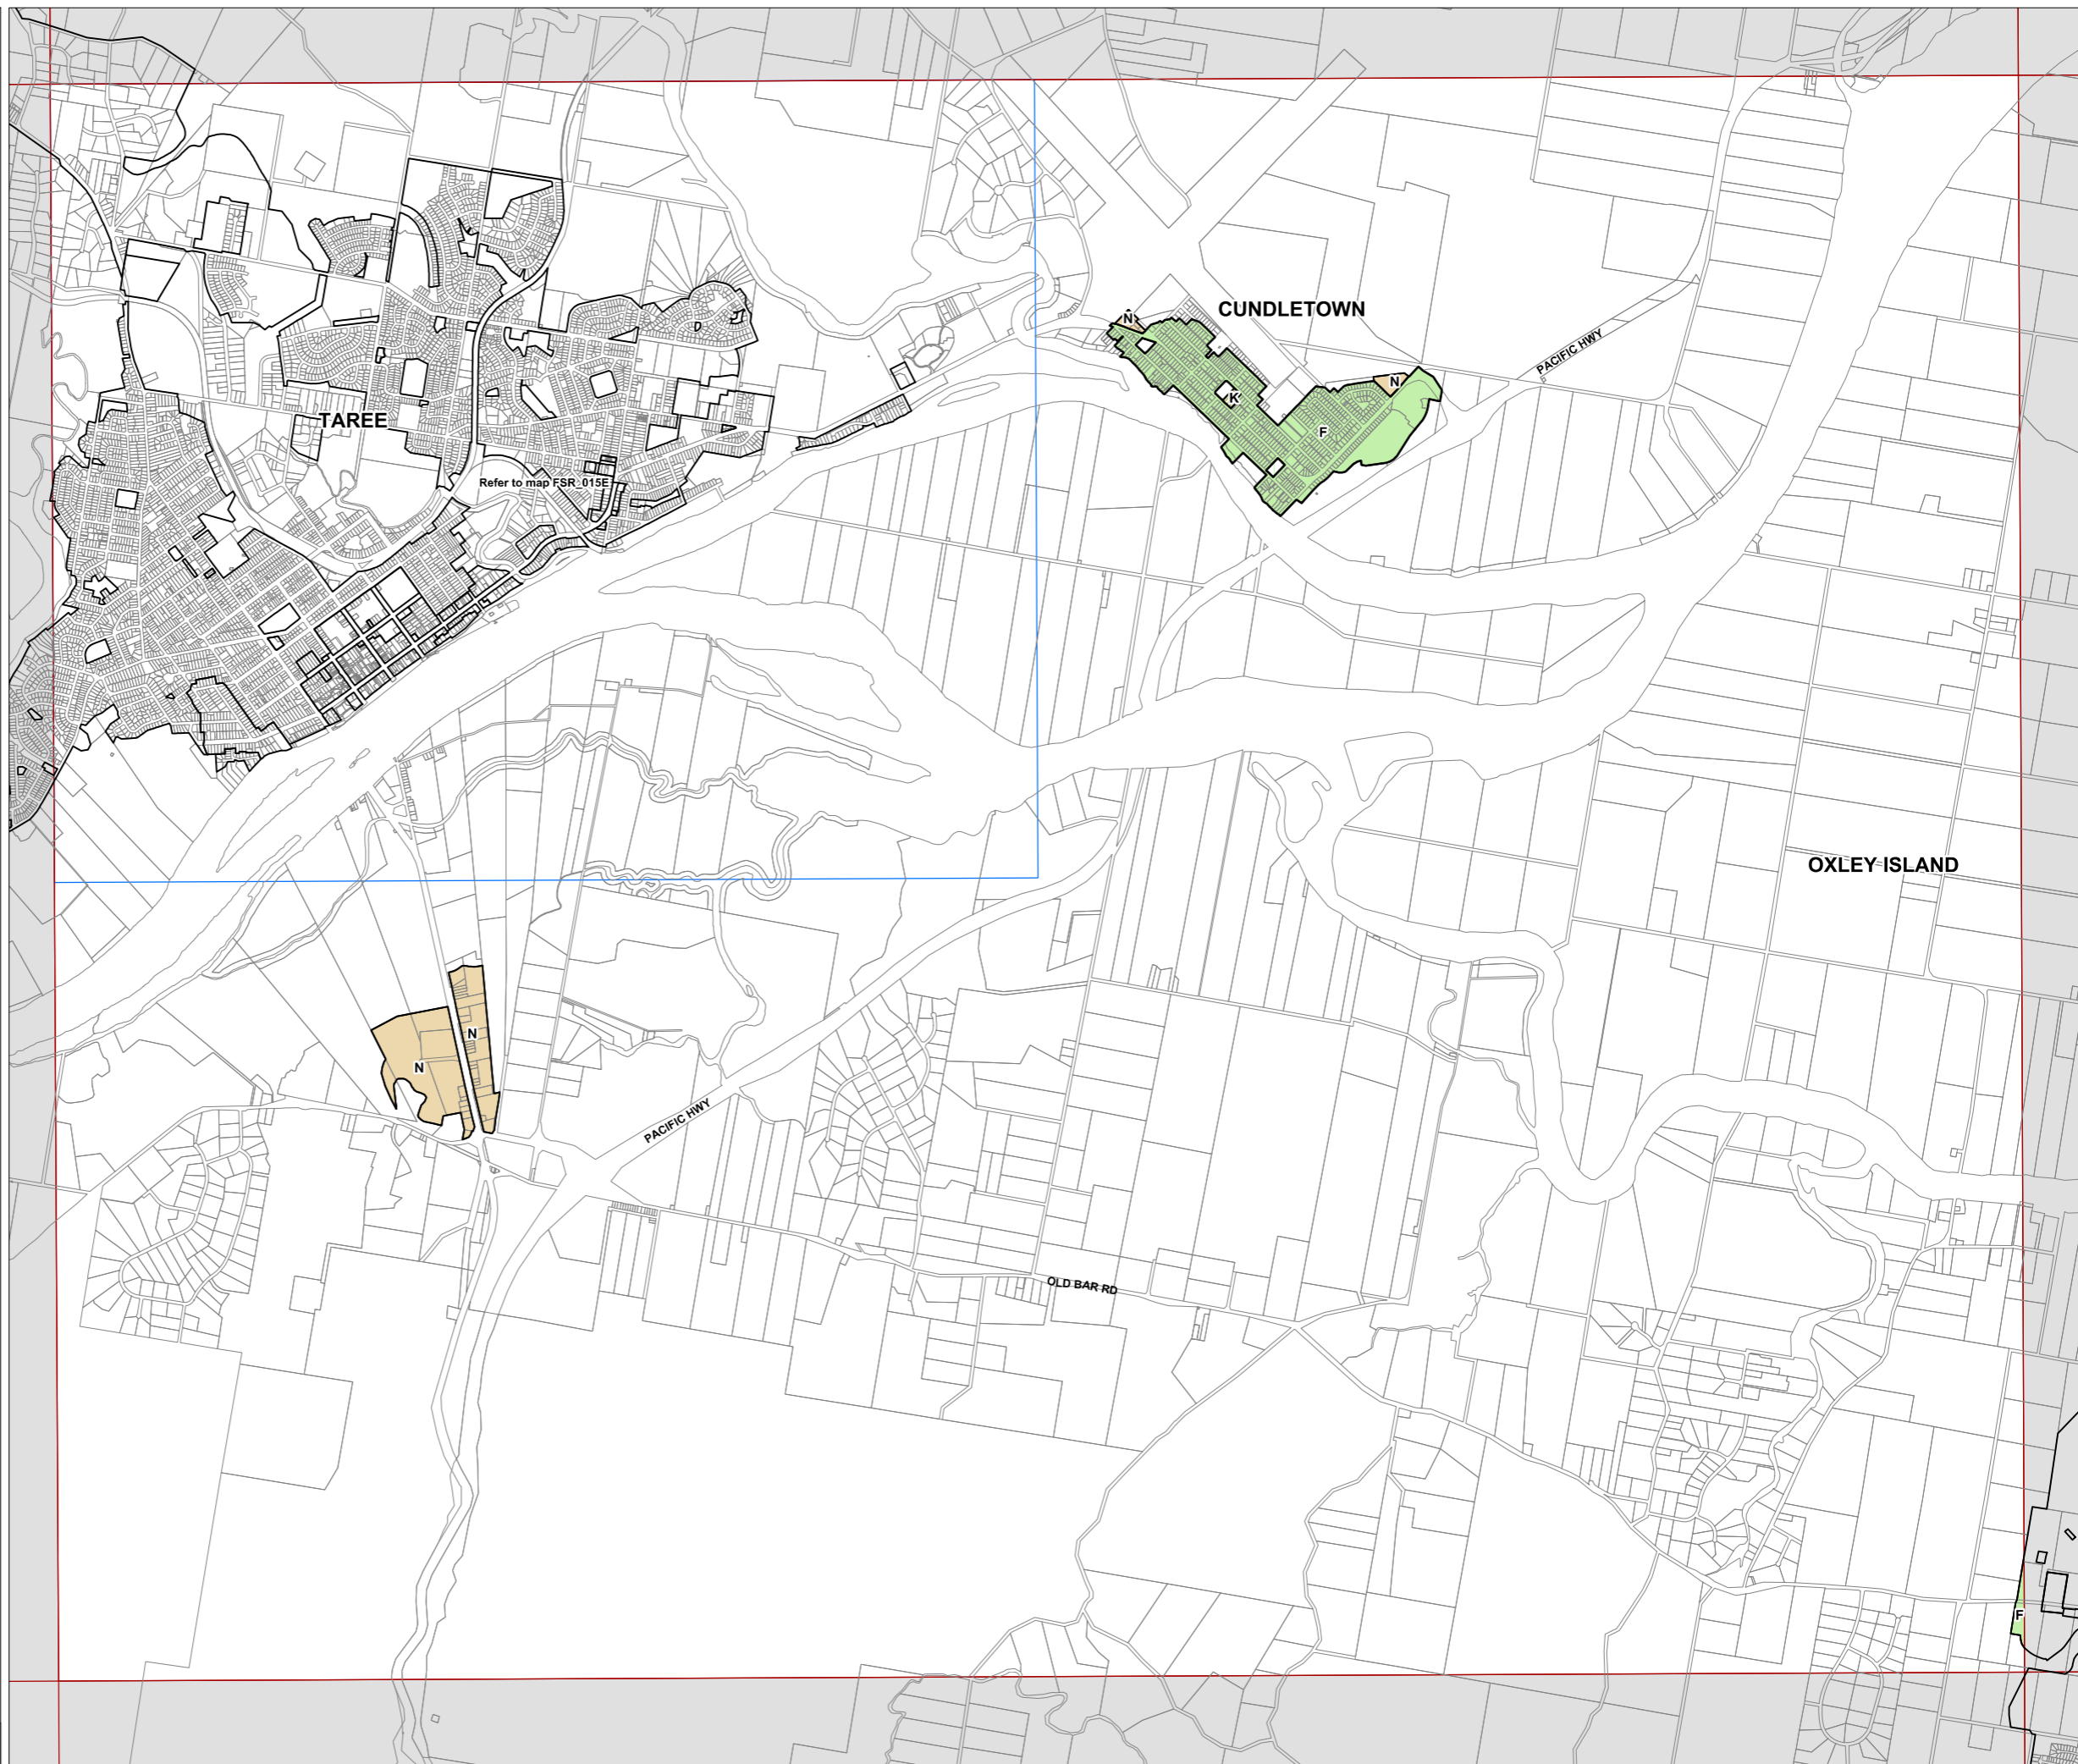 CUNDLETOWN
N
PACIFIC HWY
N
K
TAREE
F
Refer to map FSR_015E
OXLEY ISLAND
N
N
PACIFIC HWY
OLD BAR RD
F